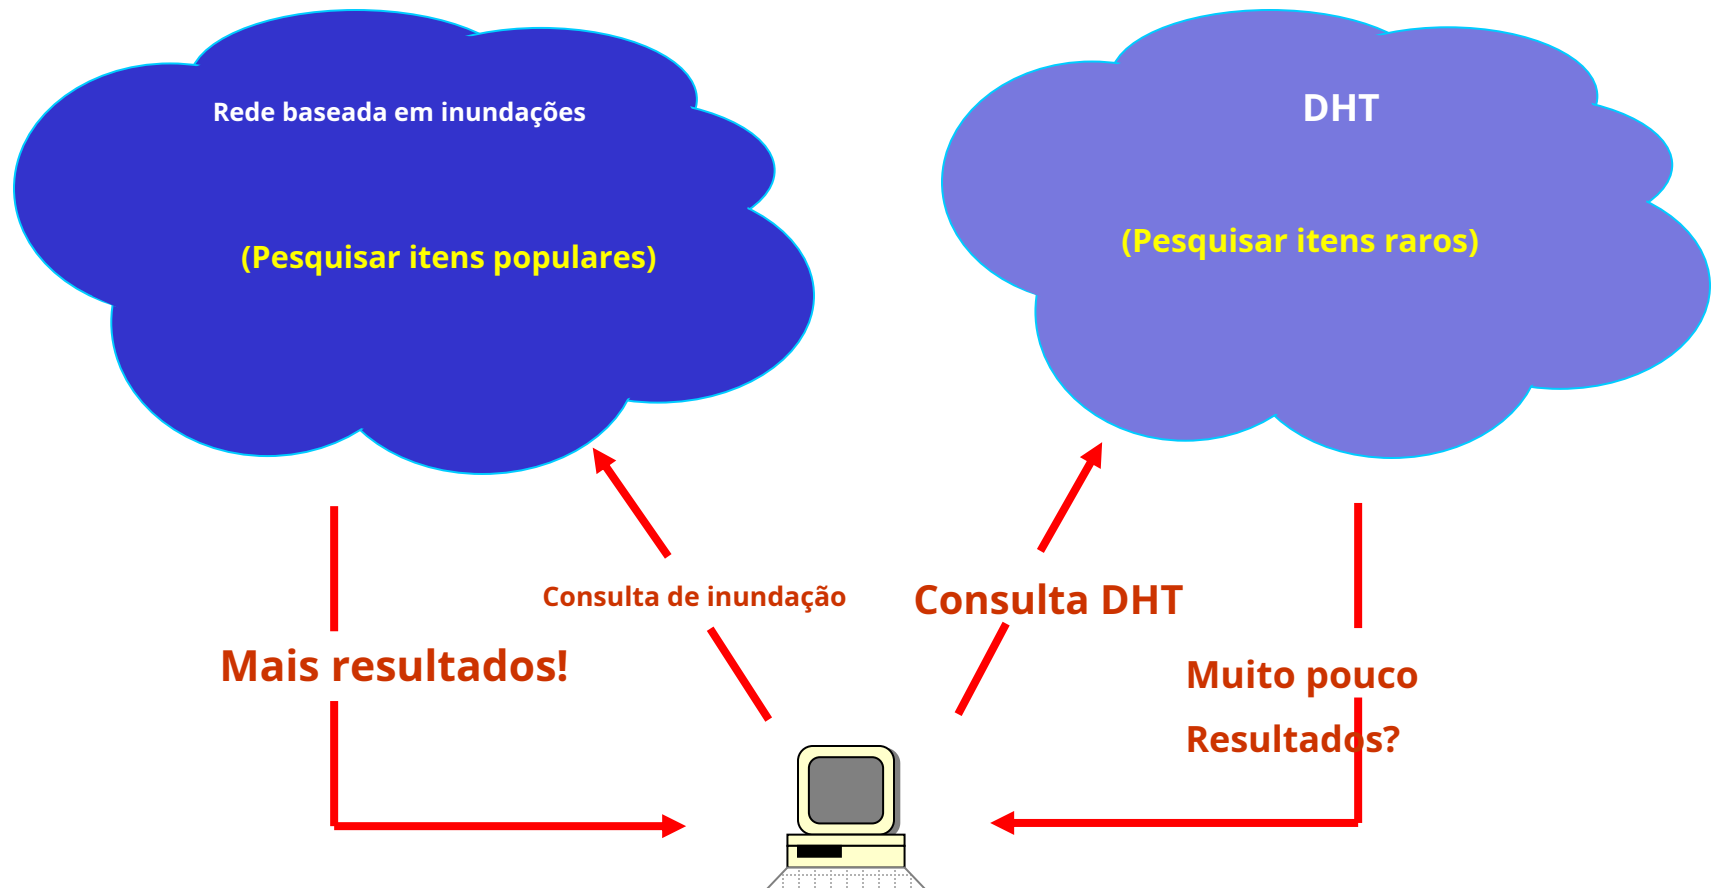 Rede baseada em inundações
(Pesquisar itens populares)
DHT
(Pesquisar itens raros)
Consulta de inundação
Consulta DHT
Mais resultados!
Muito pouco
Resultados?